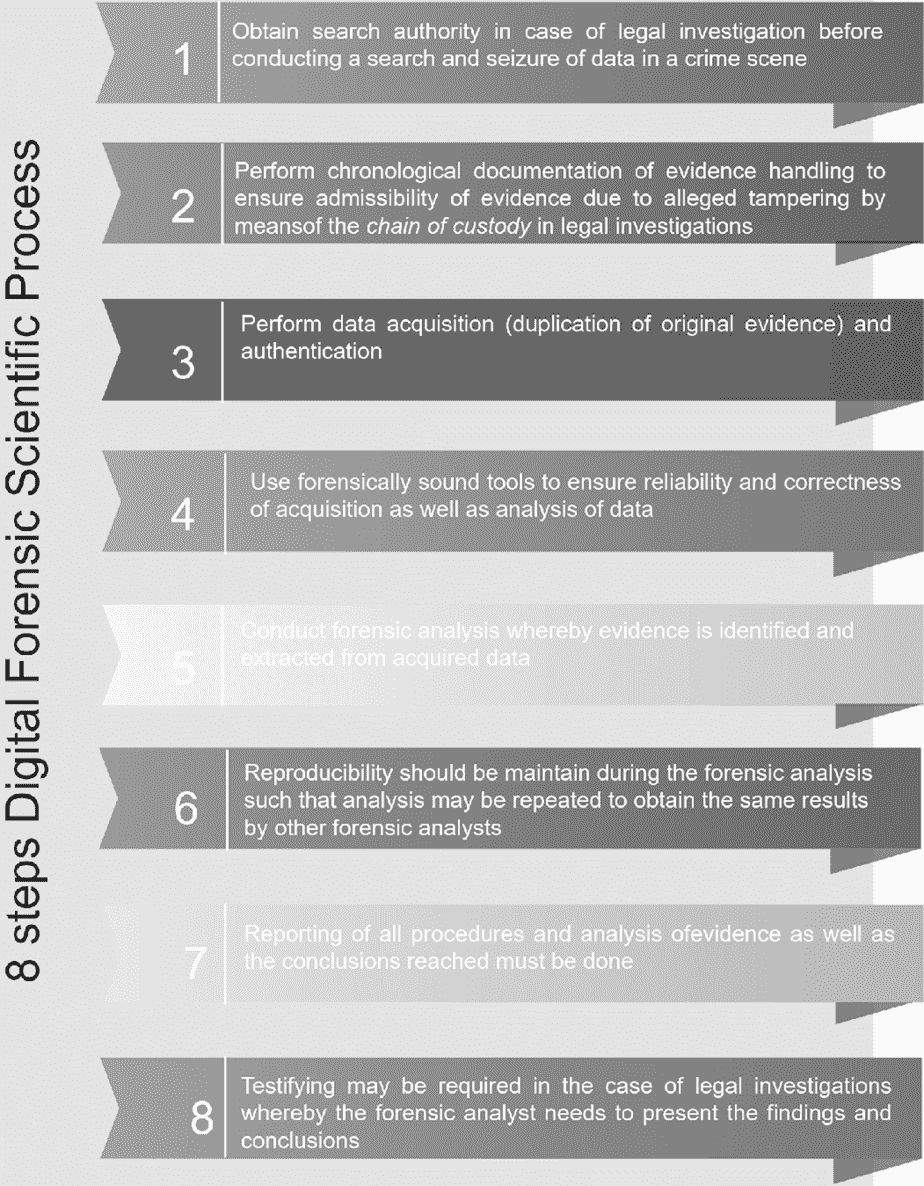 8 steps Digital Forensic Scientific Process
1
Obtain search authority in case of legal investigation before
conducting a search and seizure of data in a crime scene
2
Perform chronological documentation of evidence handling to
ensure admissibility of evidence due to alleged tampering by
meansof the chain of custody in legal investigations
3
Perform data acquisition (duplication of original evidence) and
authentication
4
Use forensically sound tools to ensure reliability and correctness
of acquisition as well as analysis of data
5
Conduct forensic analysis whereby evidence is identified and
extracted from acquired data
6
Reproducibility should be maintain during the forensic analysis
such that analysis may be repeated to obtain the same results
by other forensic analysts
7
Reporting of all procedures and analysis ofevidence as well as
the conclusions reached must be done
8
Testifying may be required in the case of legal investigations
whereby the forensic analyst needs to present the findings and
conclusions